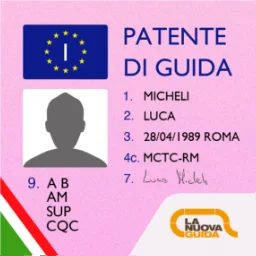 I
PATENTE
DI GUIDA
1. MICHELI
2. LUCA
3. 28/04/1989 ROMA
4c. MCTC-RM
7. Luca Micheli
9. A B
AM
SUP
CQC
LA
NUOVA
GUIDA